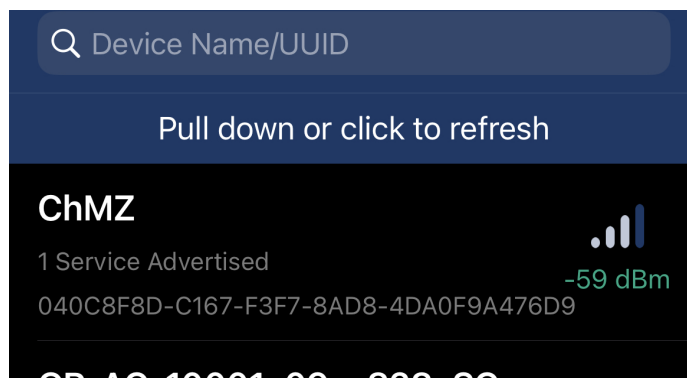 Device Name/UUID
Pull down or click to refresh
ChMZ
1 Service Advertised
-59 dBm
040C8F8D-C167-F3F7-8AD8-4DA0F9A476D9